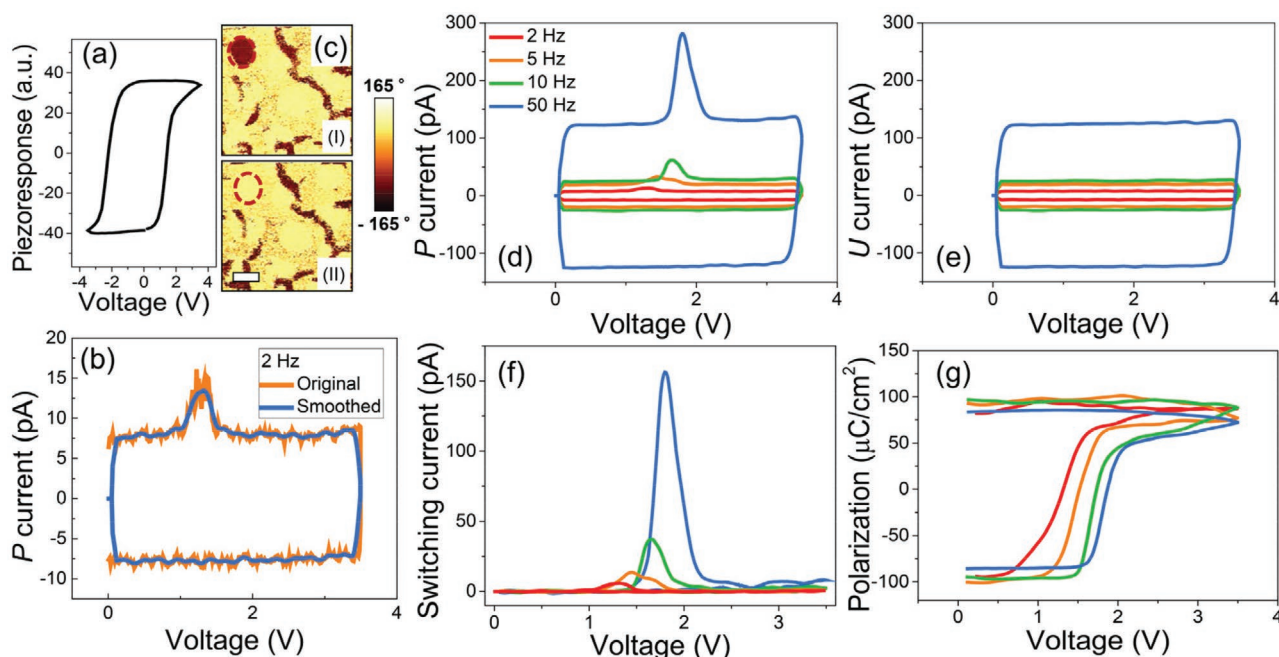 (a)
Piezoresponse (a.u.)
80
40
20
0
-20
-40
-4 -2 0 2 4
Voltage (V)
(c)
(I)
(II)
165 °
- 165 °
(d)
P current (pA)
300
200
100
0
-100
0 2 4
Voltage (V)
2 Hz
5 Hz
10 Hz
50 Hz
(e)
U current (pA)
300
200
100
0
-100
0 2 4
Voltage (V)
(b)
P current (pA)
20
15
10
5
0
-5
-10
0 2 4
Voltage (V)
2 Hz
Original
Smoothed
(f)
Switching current (pA)
150
100
50
0
0 1 2 3
Voltage (V)
(g)
Polarization (μC/cm²)
150
100
50
0
-50
-100
0 1 2 3 4
Voltage (V)